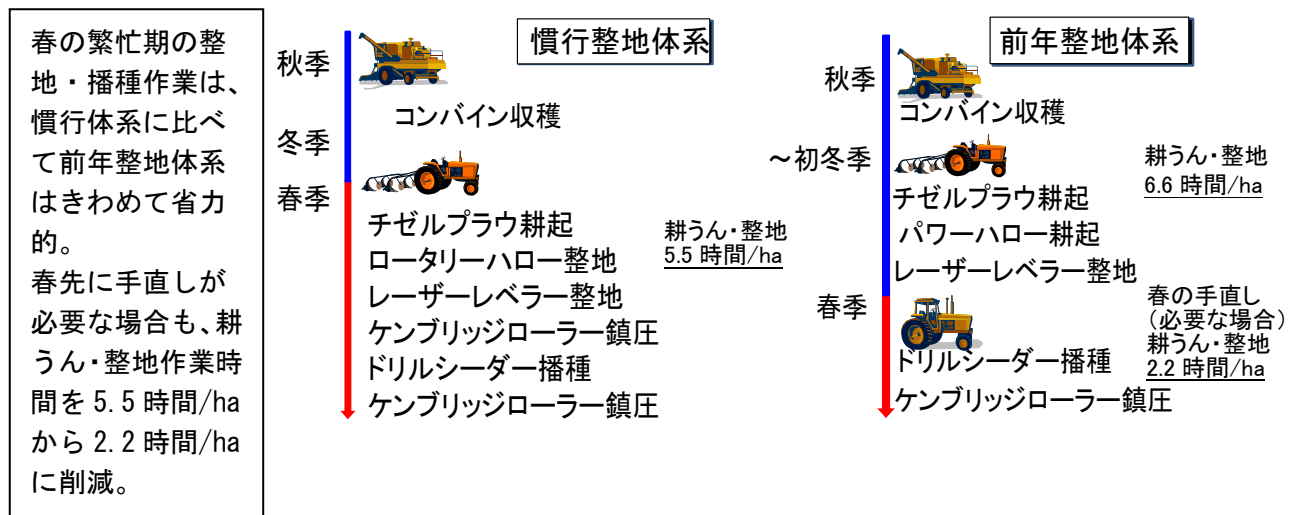 春の繁忙期の整
地・播種作業は、
慣行体系に比べ
て前年整地体系
はきわめて省力
的。
春先に手直しが
必要な場合も、耕
うん・整地作業時
間を 5.5 時間/ha
から 2.2 時間/ha
に削減。
慣行整地体系
秋季
コンバイン収穫
冬季
春季
チゼルプラウ耕起
ロータリーハロー整地
レーザーレベラー整地
ケンブリッジローラー鎮圧
ドリルシーダー播種
ケンブリッジローラー鎮圧
耕うん・整地
5.5 時間/ha
前年整地体系
秋季
コンバイン収穫
～初冬季
チゼルプラウ耕起
パワーハロー耕起
レーザーレベラー整地
耕うん・整地
6.6 時間/ha
春季
ドリルシーダー播種
ケンブリッジローラー鎮圧
春の手直し
（必要な場合）
耕うん・整地
2.2 時間/ha